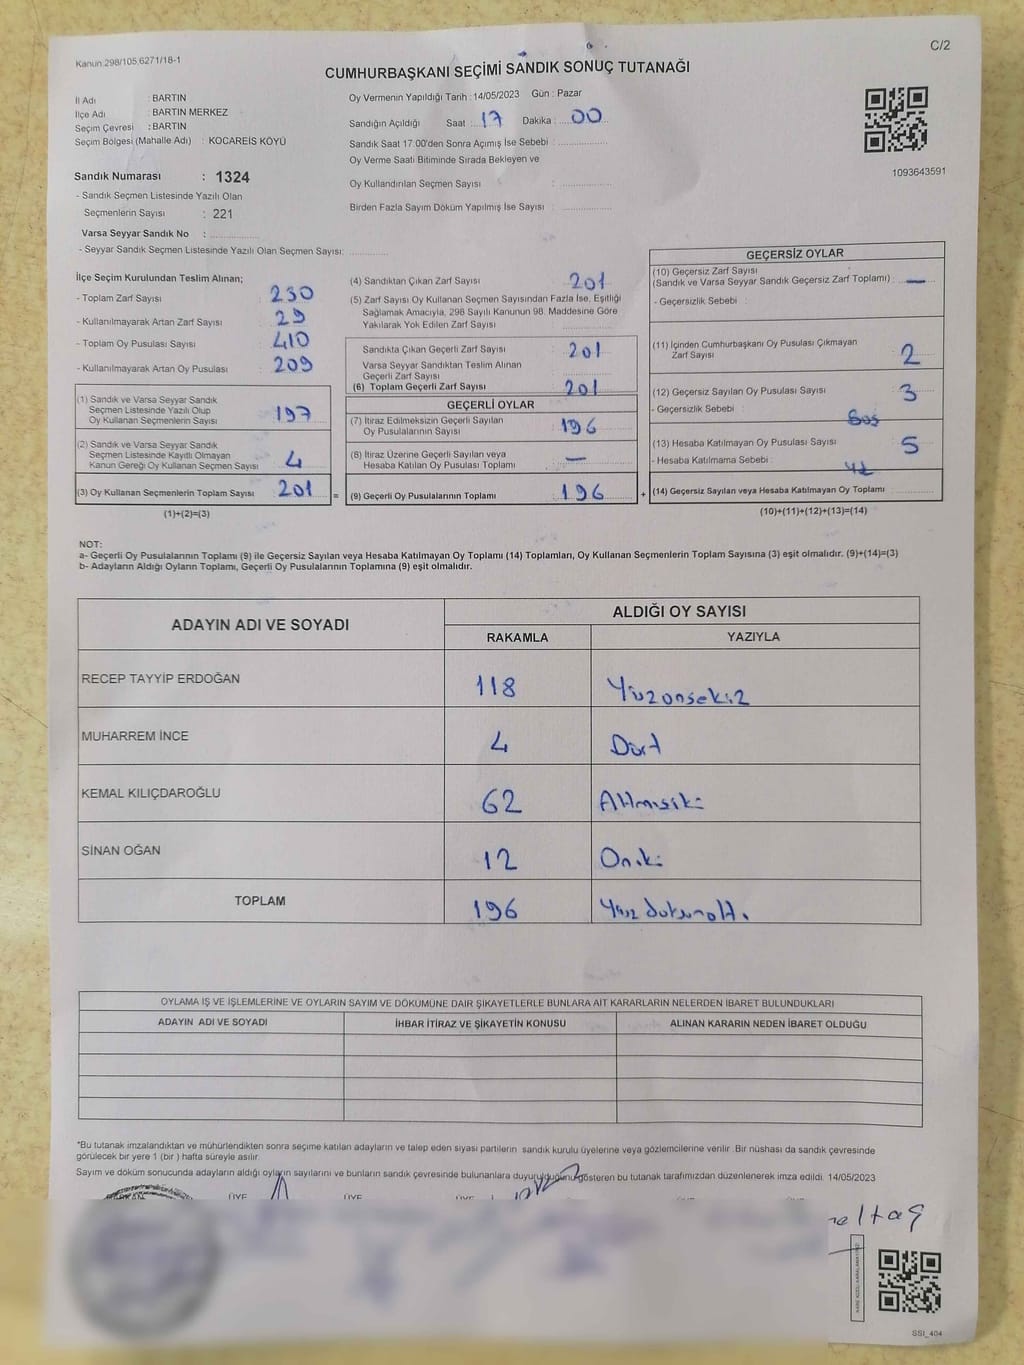 Kanun 298/105,6271/18-1
C/2
CUMHURBAŞKANI SEÇİMİ SANDIK SONUÇ TUTANAĞI
İl Adı : BARTIN
İlçe Adı : BARTIN MERKEZ
Seçim Çevresi : BARTIN
Seçim Bölgesi (Mahalle Adı) : KOCAREIS KÖYÜ
Sandık Numarası : 1324
- Sandık Seçmen Listesinde Yazılı Olan
Seçmenlerin Sayısı : 221
Varsa Seyyar Sandık No :
- Seyyar Sandık Seçmen Listesinde Yazılı Olan Seçmen Sayısı:
Oy Vermenin Yapıldığı Tarih : 14/05/2023 Gün : Pazar
Sandığın Açıldığı Saat : 17 Dakika : 00
Sandık Saat 17.00'den Sonra Açımış İse Sebebi :
Oy Verme Saati Bitiminde Sırada Bekleyen ve
Oy Kullandırılan Seçmen Sayısı :
Birden Fazla Sayım Döküm Yapılmış İse Sayısı :
1093643591
İlçe Seçim Kurulundan Teslim Alınan;
- Toplam Zarf Sayısı : 230
- Kullanılmayarak Artan Zarf Sayısı : 29
- Toplam Oy Pusulası Sayısı : 410
- Kullanılmayarak Artan Oy Pusulası : 209
(1) Sandık ve Varsa Seyyar Sandık
Seçmen Listesinde Yazılı Olup
Oy Kullanan Seçmenlerin Sayısı : 197
(2) Sandık ve Varsa Seyyar Sandık
Seçmen Listesinde Kayıtlı Olmayan
Kanun Gereği Oy Kullanan Seçmen Sayısı : 4
(3) Oy Kullanan Seçmenlerin Toplam Sayısı : 201
(1)+(2)=(3)
=
(4) Sandıktan Çıkan Zarf Sayısı : 201
(5) Zarf Sayısı Oy Kullanan Seçmen Sayısından Fazla İse, Eşitliği
Sağlamak Amacıyla, 298 Sayılı Kanunun 98. Maddesine Göre
Yakılarak Yok Edilen Zarf Sayısı :
Sandıkta Çıkan Geçerli Zarf Sayısı : 201
Varsa Seyyar Sandıktan Teslim Alınan
Geçerli Zarf Sayısı :
(6) Toplam Geçerli Zarf Sayısı : 201
GEÇERLİ OYLAR
(7) İtiraz Edilmeksizin Geçerli Sayılan
Oy Pusulalarının Sayısı : 196
(8) İtiraz Üzerine Geçerli Sayılan veya
Hesaba Katılan Oy Pusulası Toplamı : —
(9) Geçerli Oy Pusulalarının Toplamı : 196
+
GEÇERSİZ OYLAR
(10) Geçersiz Zarf Sayısı
(Sandık ve Varsa Seyyar Sandık Geçersiz Zarf Toplamı) : —
- Geçersizlik Sebebi :
(11) İçinden Cumhurbaşkanı Oy Pusulası Çıkmayan
Zarf Sayısı : 2
(12) Geçersiz Sayılan Oy Pusulası Sayısı : 3
- Geçersizlik Sebebi :
(13) Hesaba Katılmayan Oy Pusulası Sayısı : 5
- Hesaba Katılmama Sebebi :
(14) Geçersiz Sayılan veya Hesaba Katılmayan Oy Toplamı :
(10)+(11)+(12)+(13)=(14)
NOT:
a- Geçerli Oy Pusulalarının Toplamı (9) ile Geçersiz Sayılan veya Hesaba Katılmayan Oy Toplamı (14) Toplamları, Oy Kullanan Seçmenlerin Toplam Sayısına (3) eşit olmalıdır. (9)+(14)=(3)
b- Adayların Aldığı Oyların Toplamı, Geçerli Oy Pusulalarının Toplamına (9) eşit olmalıdır.
ADAYIN ADI VE SOYADI
ALDIĞI OY SAYISI
RAKAMLA YAZIYLA
RECEP TAYYİP ERDOĞAN 118 Yüzonsekiz
MUHARREM İNCE 4 Dört
KEMAL KILIÇDAROĞLU 62 Altmışiki
SİNAN OĞAN 12 Oniki
TOPLAM 196 Yüz doksanaltı
OYLAMA İŞ VE İŞLEMLERİNE VE OYLARIN SAYIM VE DÖKÜMÜNE DAİR ŞİKAYETLERLE BUNLARA AİT KARARLARIN NELERDEN İBARET BULUNDUKLARI
ADAYIN ADI VE SOYADI İHBAR İTİRAZ VE ŞİKAYETİN KONUSU ALINAN KARARIN NEDEN İBARET OLDUĞU
*Bu tutanak imzalandıktan ve mühürlendikten sonra seçime katılan adayların ve talep eden siyasi partilerin sandık kurulu üyelerine veya gözlemcilerine verilir. Bir nüshası da sandık çevresinde
görülecek bir yere 1 (bir) hafta süreyle asılır.
Sayım ve döküm sonucunda adayların aldığı oyların sayılarını ve bunların sandık çevresinde bulunanlara duyurulduğunu gösteren bu tutanak tarafımızdan düzenlenerek imza edildi. 14/05/2023
ÜYE ÜYE ÜYE
SSI_404